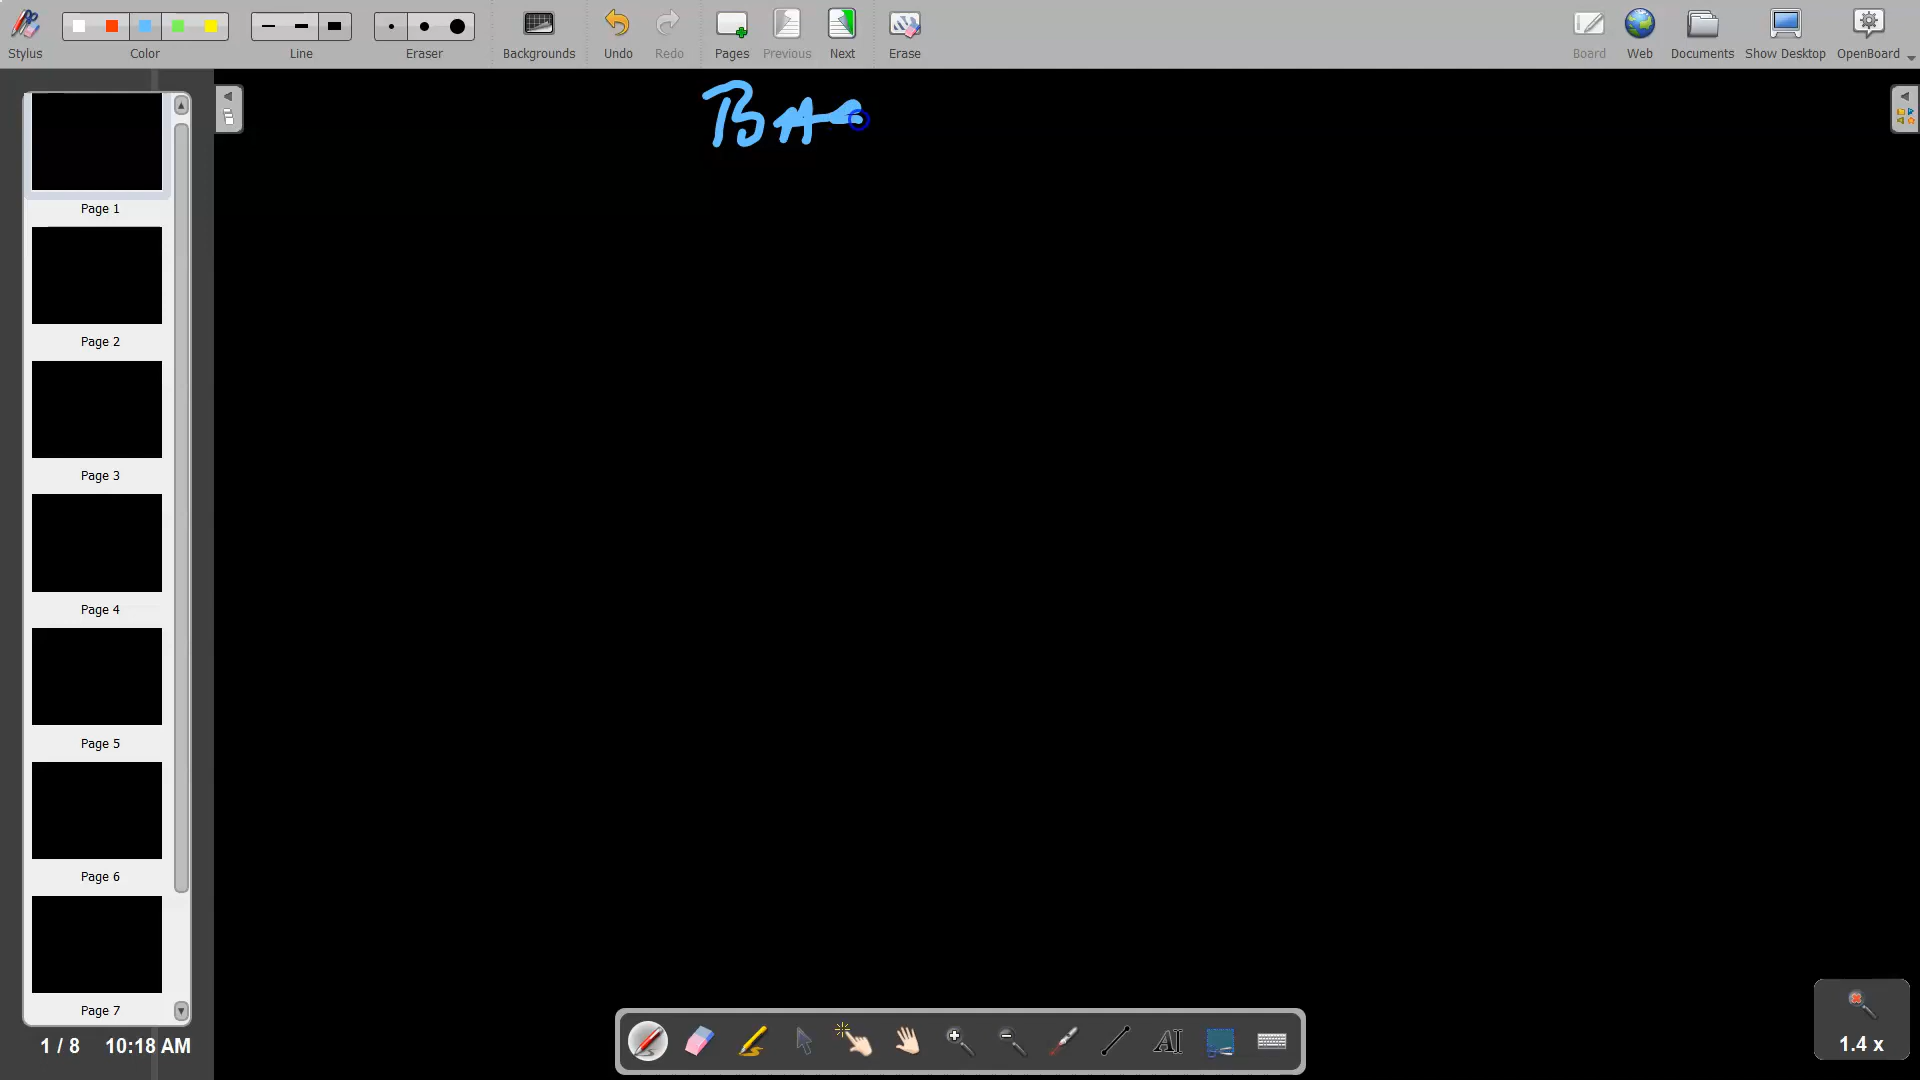 Stylus
Color
Line
Eraser
Backgrounds
Undo
Redo
Pages
Previous
Next
Erase
Board
Web
Documents
Show Desktop
OpenBoard
Page 1
Page 2
Page 3
Page 4
Page 5
Page 6
Page 7
1 / 8 10:18 AM
AI
1.4 x